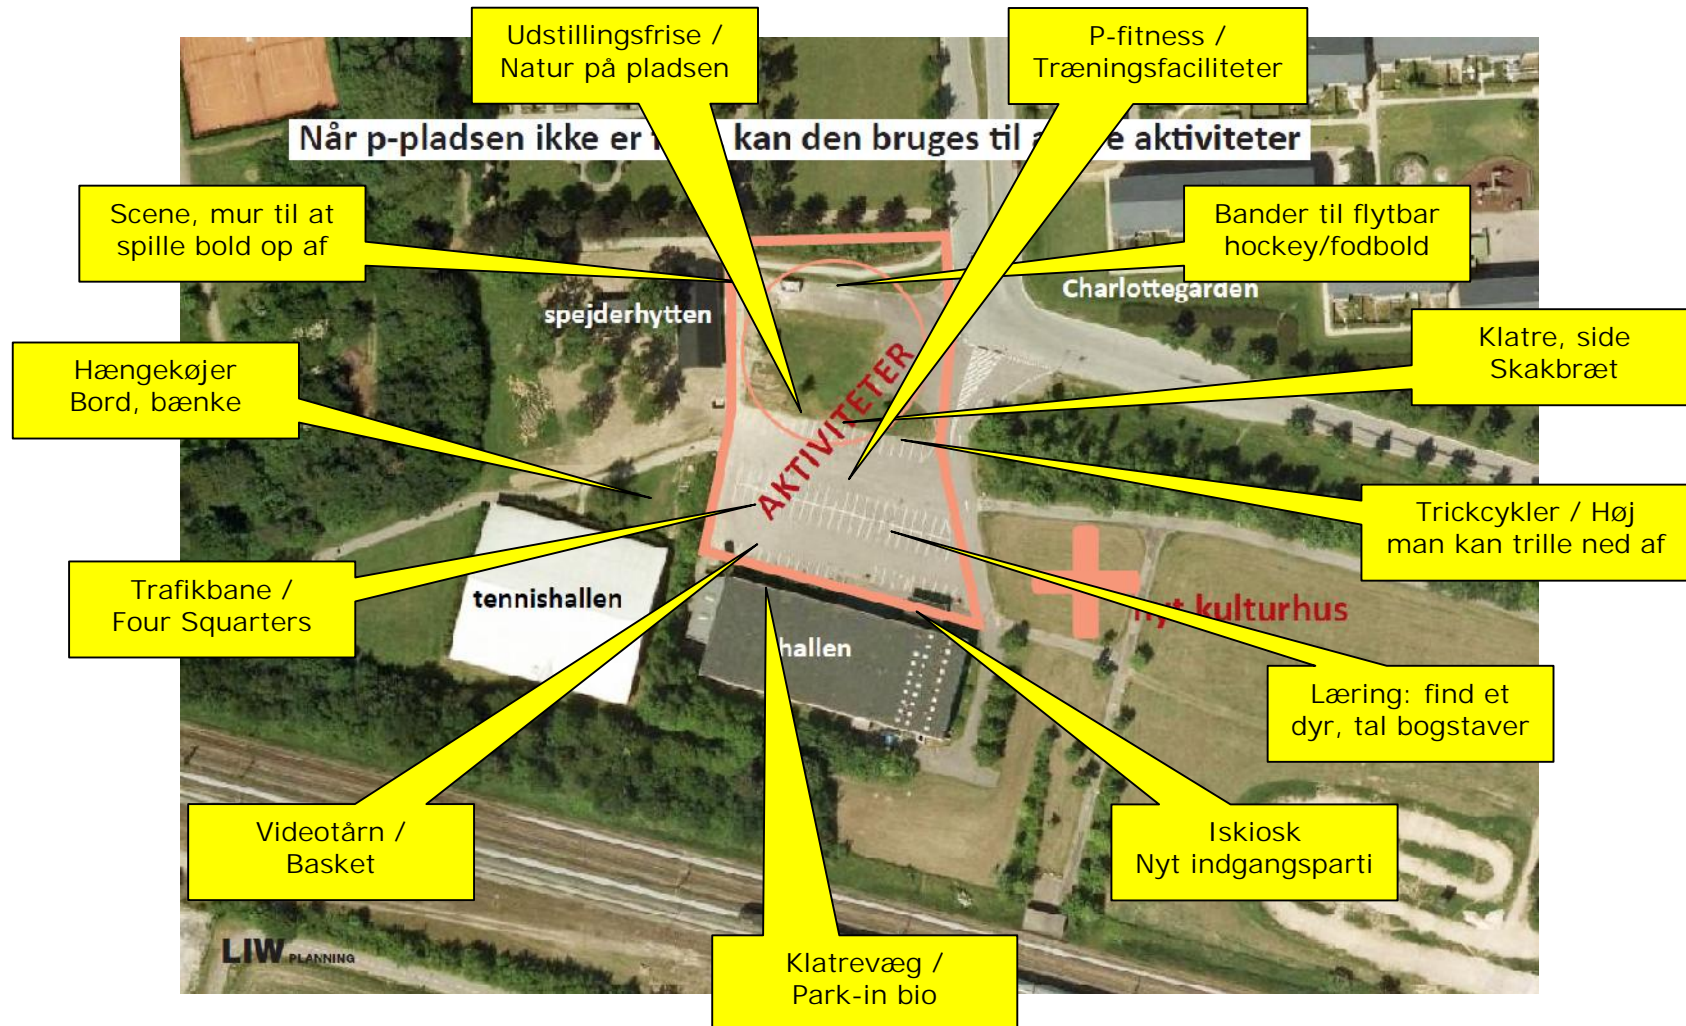 Udstillingsfrise /
Natur på pladsen
P-fitness /
Træningsfaciliteter
Når p-pladsen ikke er kan den bruges til aktiviteter
Scene, mur til at
spille bold op af
Bander til flytbar
hockey/fodbold
Charlottegården
spejderhytten
Klatre, side
Skakbræt
Hængekøjer
Bord, bænke
AKTIVITETER
Trickcykler / Høj
man kan trille ned af
Trafikbane /
Four Squarters
tennishallen
nyt kulturhus
hallen
Læring: find et
dyr, tal bogstaver
Videotårn /
Basket
Iskiosk
Nyt indgangsparti
Klatrevæg /
Park-in bio
LIW PLANNING